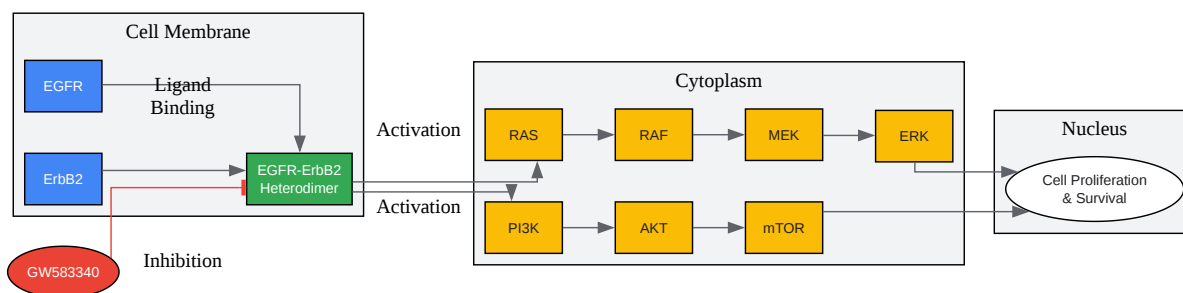 Cell Membrane
EGFR
Ligand
Binding
ErbB2
EGFR-ErbB2
Heterodimer
GW583340
Inhibition
Activation
Activation
Cytoplasm
RAS
RAF
MEK
ERK
PI3K
AKT
mTOR
Nucleus
Cell Proliferation
& Survival